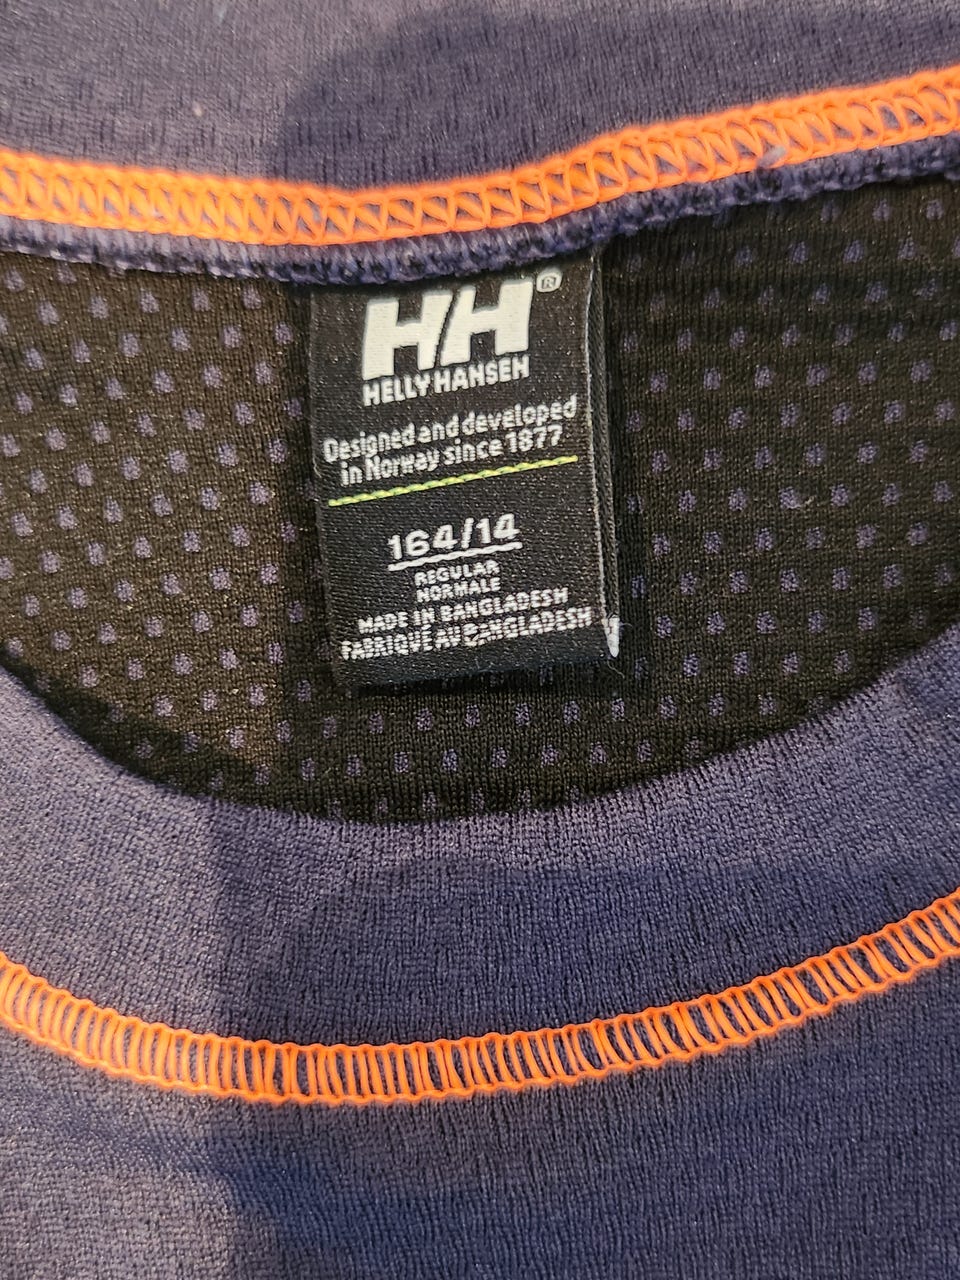 HH®
HELLY HANSEN
Designed and developed
in Norway since 1877
164/14
REGULAR
NORMALE
MADE IN BANGLADESH
FABRIQUÉ AU BANGLADESH